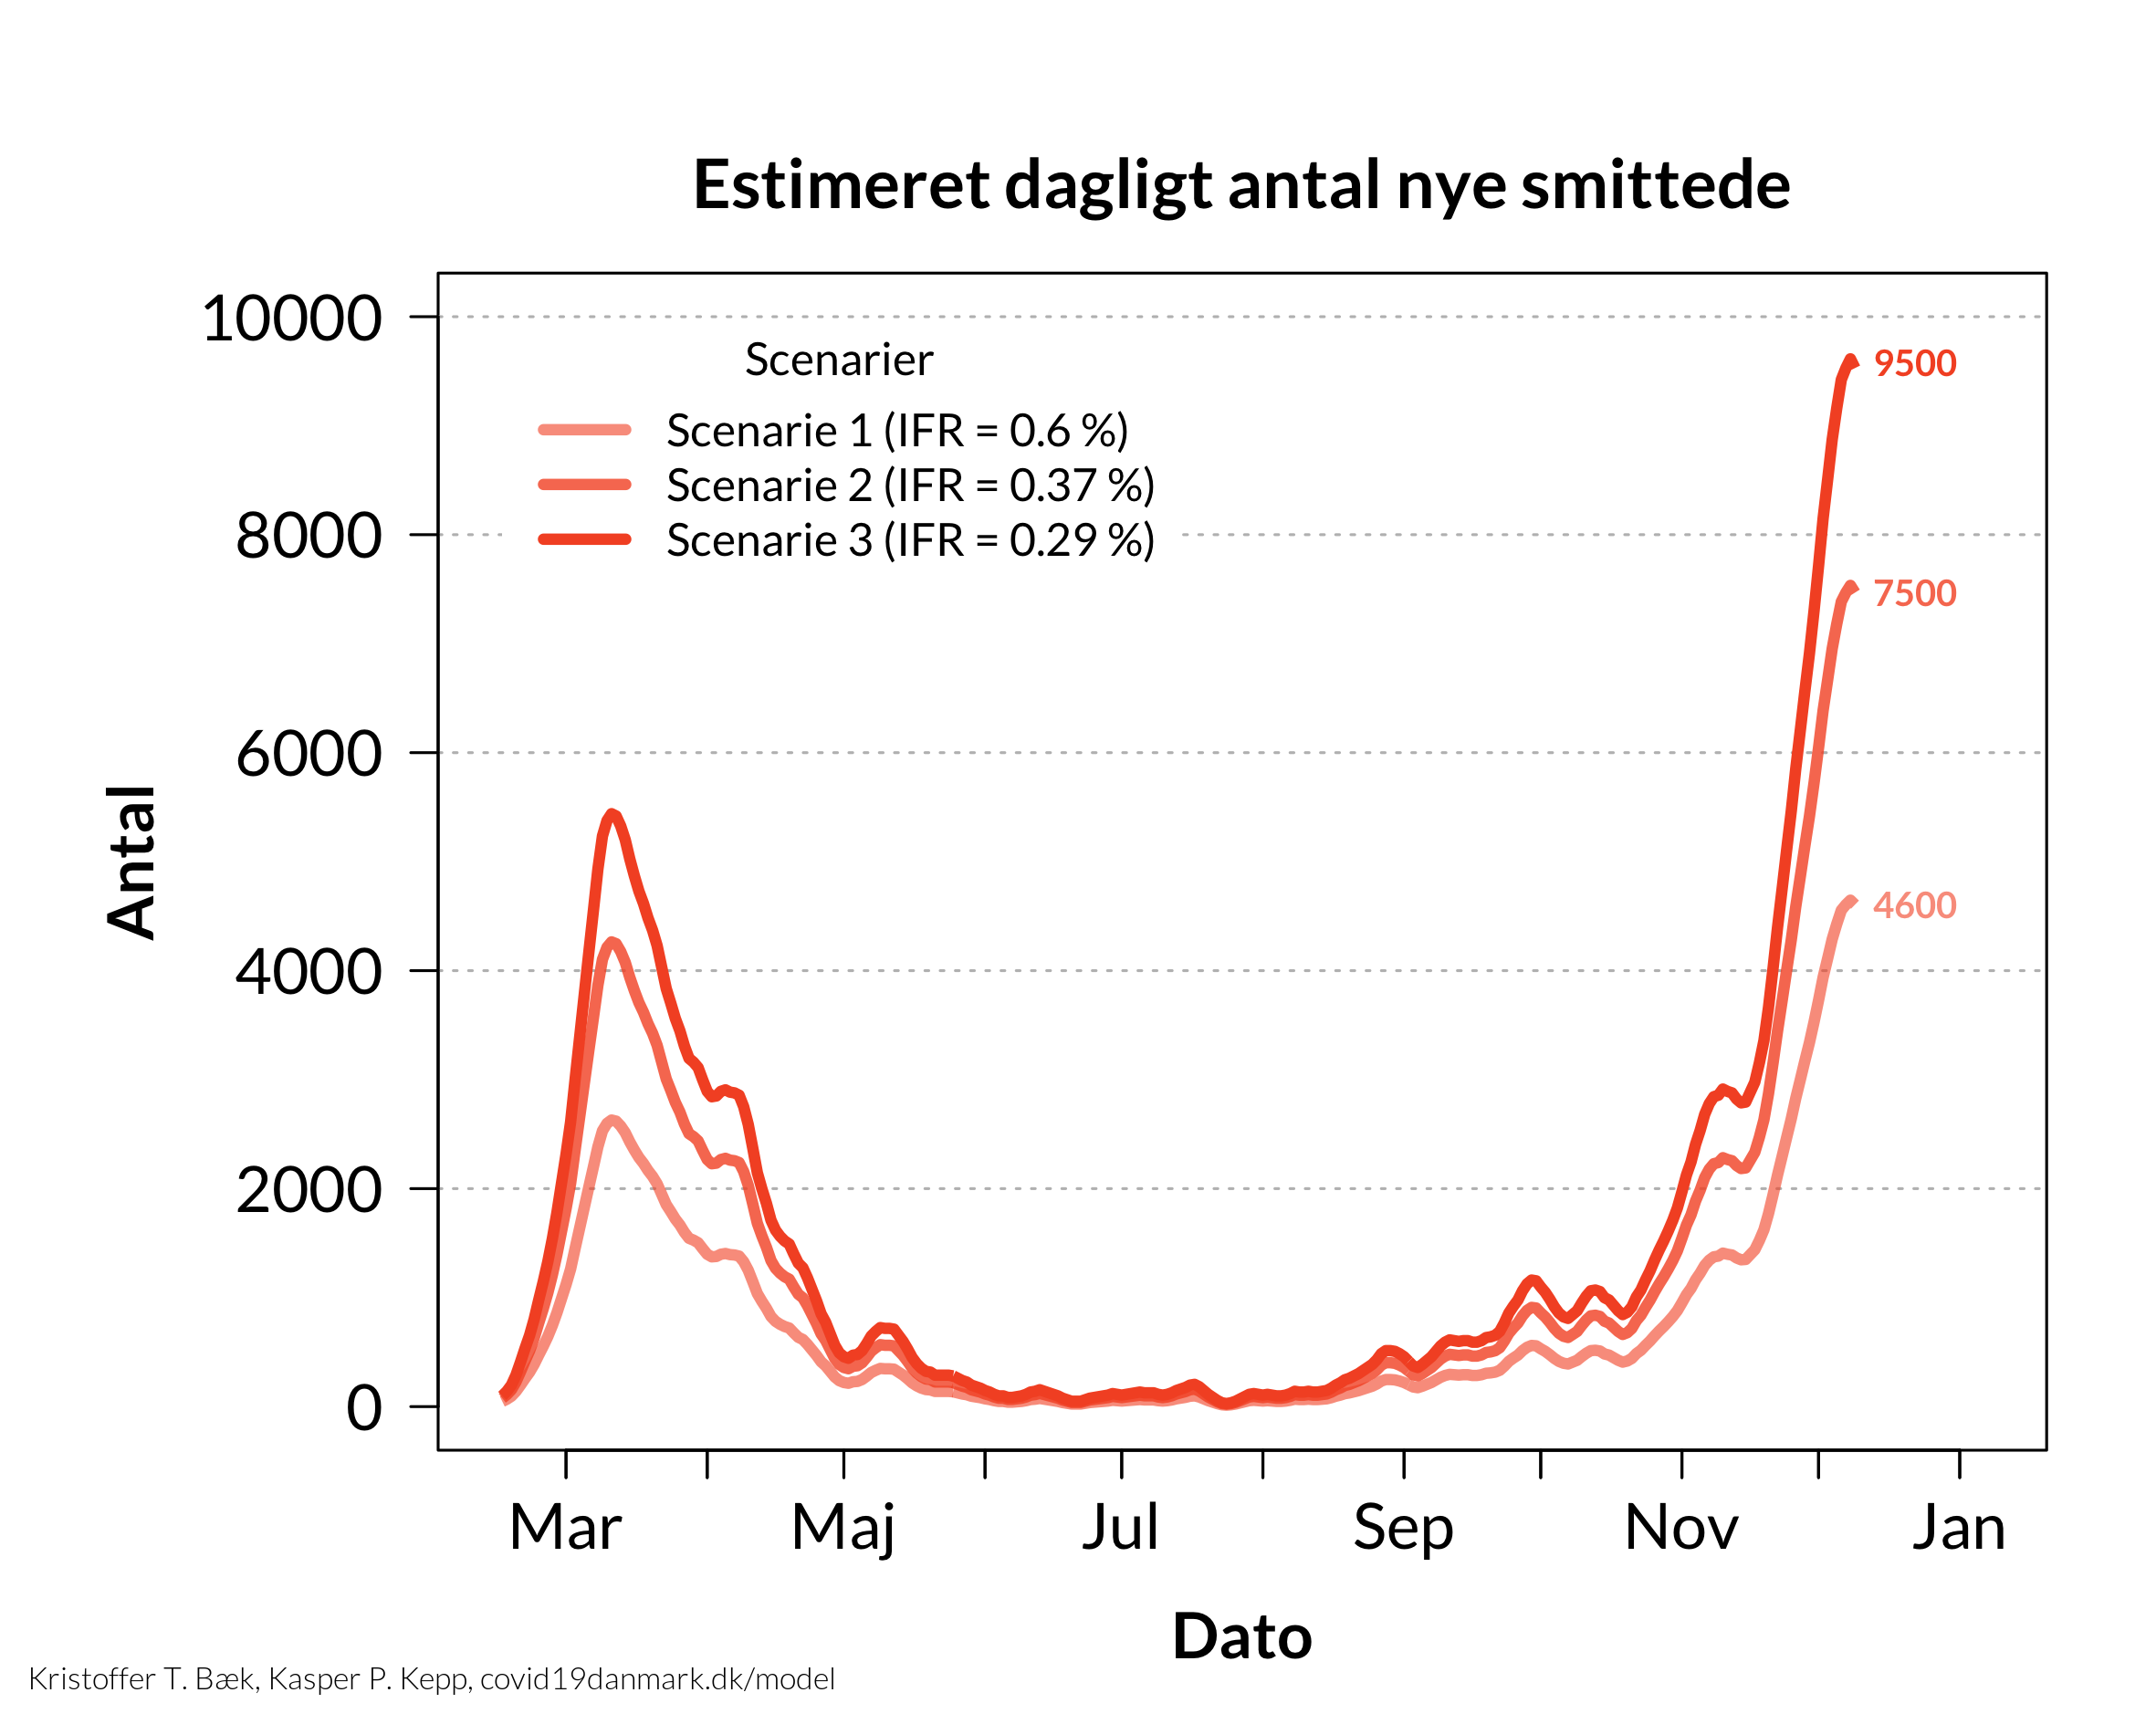 Estimeret dagligt antal nye smittede
Antal
10000
8000
6000
4000
2000
0
Scenarier
Scenarie 1 (IFR = 0.6 %)
Scenarie 2 (IFR = 0.37 %)
Scenarie 3 (IFR = 0.29 %)
9500
7500
4600
Mar Maj Jul Sep Nov Jan
Dato
Kristoffer T. Bæk, Kasper P. Kepp, covid19danmark.dk/model